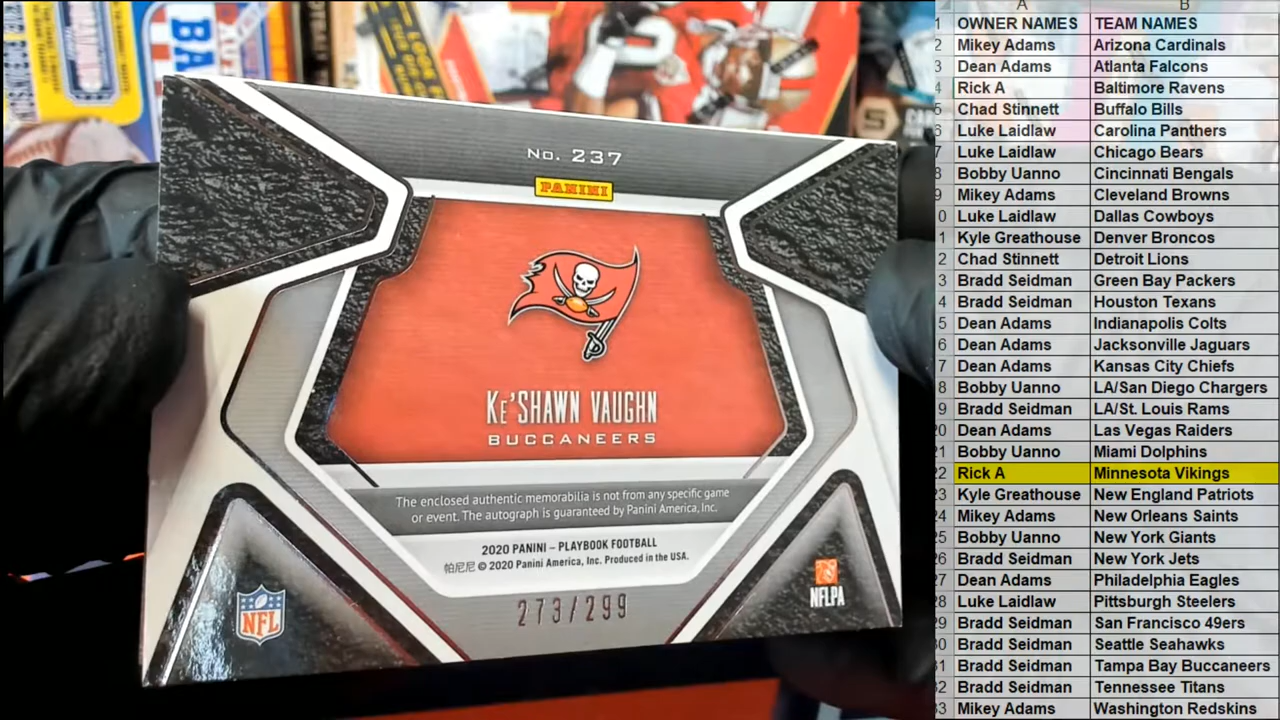 No. 237
PANINI
KE'SHAWN VAUGHN
BUCCANEERS
The enclosed authentic memorabilia is not from any specific game
or event. The autograph is guaranteed by Panini America, Inc.
2020 PANINI – PLAYBOOK FOOTBALL
帕尼尼 © 2020 Panini America, Inc. Produced in the USA.
273/299
NFL
NFLPA
BA
A B
1 OWNER NAMES TEAM NAMES
2 Mikey Adams Arizona Cardinals
3 Dean Adams Atlanta Falcons
4 Rick A Baltimore Ravens
5 Chad Stinnett Buffalo Bills
6 Luke Laidlaw Carolina Panthers
7 Luke Laidlaw Chicago Bears
8 Bobby Uanno Cincinnati Bengals
9 Mikey Adams Cleveland Browns
0 Luke Laidlaw Dallas Cowboys
1 Kyle Greathouse Denver Broncos
2 Chad Stinnett Detroit Lions
3 Bradd Seidman Green Bay Packers
4 Bradd Seidman Houston Texans
5 Dean Adams Indianapolis Colts
6 Dean Adams Jacksonville Jaguars
7 Dean Adams Kansas City Chiefs
8 Bobby Uanno LA/San Diego Chargers
9 Bradd Seidman LA/St. Louis Rams
20 Dean Adams Las Vegas Raiders
21 Bobby Uanno Miami Dolphins
22 Rick A Minnesota Vikings
23 Kyle Greathouse New England Patriots
24 Mikey Adams New Orleans Saints
25 Bobby Uanno New York Giants
26 Bradd Seidman New York Jets
27 Dean Adams Philadelphia Eagles
28 Luke Laidlaw Pittsburgh Steelers
29 Bradd Seidman San Francisco 49ers
30 Bradd Seidman Seattle Seahawks
31 Bradd Seidman Tampa Bay Buccaneers
32 Bradd Seidman Tennessee Titans
33 Mikey Adams Washington Redskins